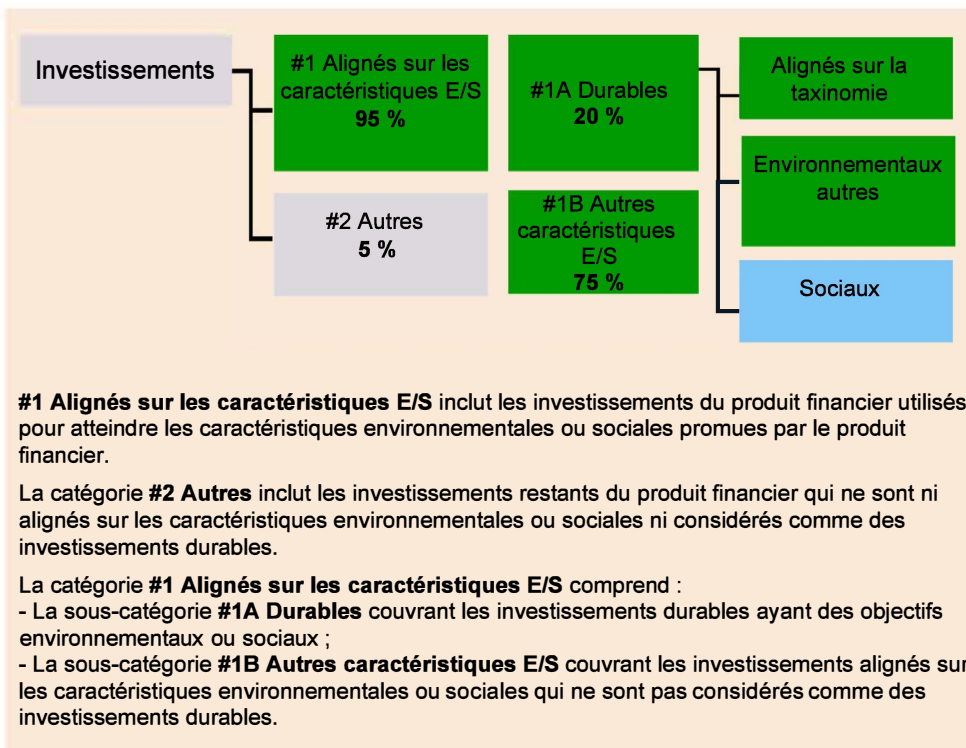 Investissements
#1 Alignés sur les
caractéristiques E/S
95 %
#2 Autres
5 %
#1A Durables
20 %
#1B Autres
caractéristiques
E/S
75 %
Alignés sur la
taxinomie
Environnementaux
autres
Sociaux
#1 Alignés sur les caractéristiques E/S inclut les investissements du produit financier utilisés
pour atteindre les caractéristiques environnementales ou sociales promues par le produit
financier.
La catégorie #2 Autres inclut les investissements restants du produit financier qui ne sont ni
alignés sur les caractéristiques environnementales ou sociales ni considérés comme des
investissements durables.
La catégorie #1 Alignés sur les caractéristiques E/S comprend :
- La sous-catégorie #1A Durables couvrant les investissements durables ayant des objectifs
environnementaux ou sociaux ;
- La sous-catégorie #1B Autres caractéristiques E/S couvrant les investissements alignés sur
les caractéristiques environnementales ou sociales qui ne sont pas considérés comme des
investissements durables.